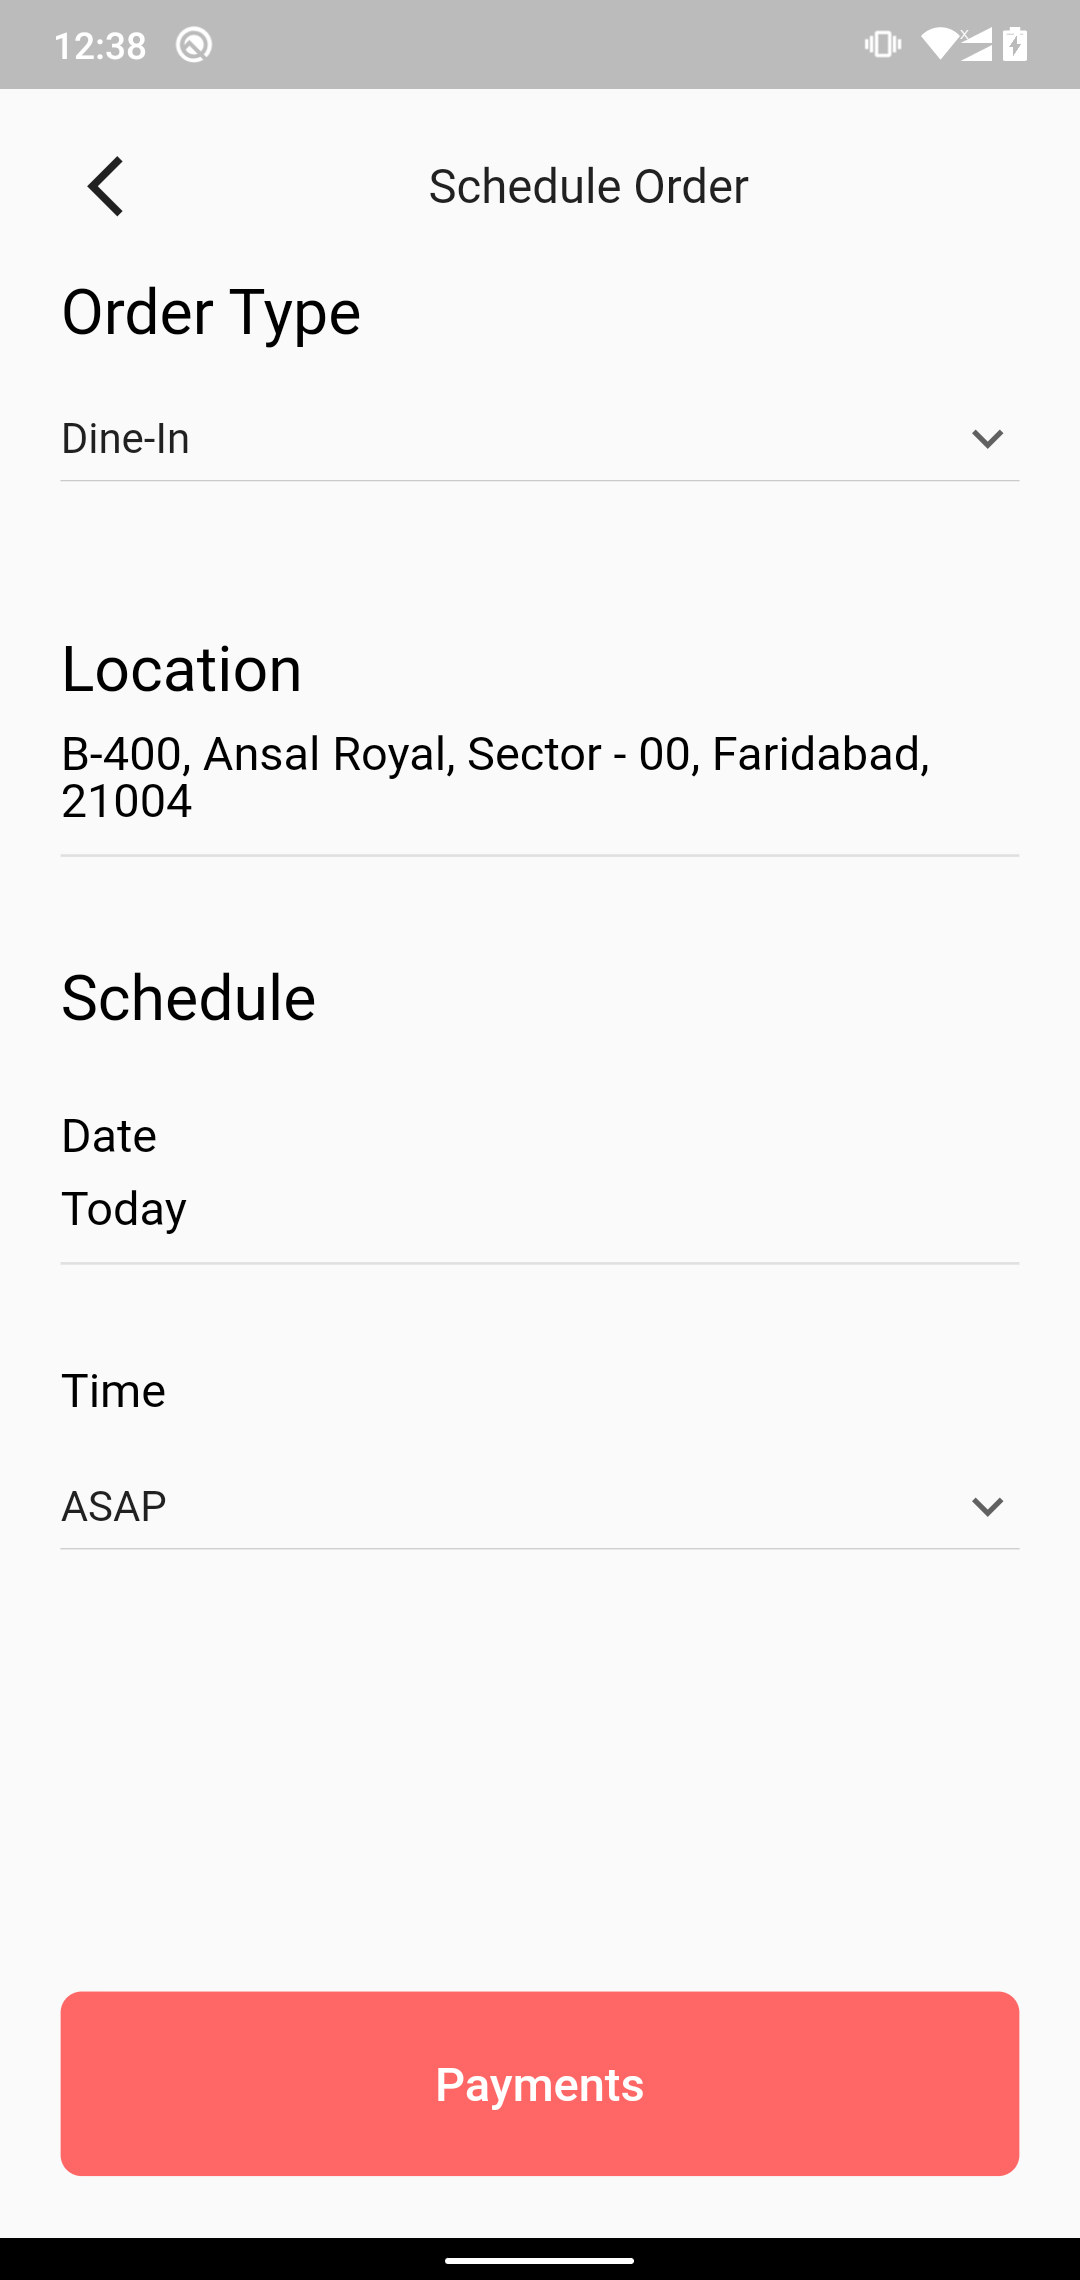 12:38
Schedule Order
Order Type
Dine-In
Location
B-400, Ansal Royal, Sector - 00, Faridabad,
21004
Schedule
Date
Today
Time
ASAP
Payments